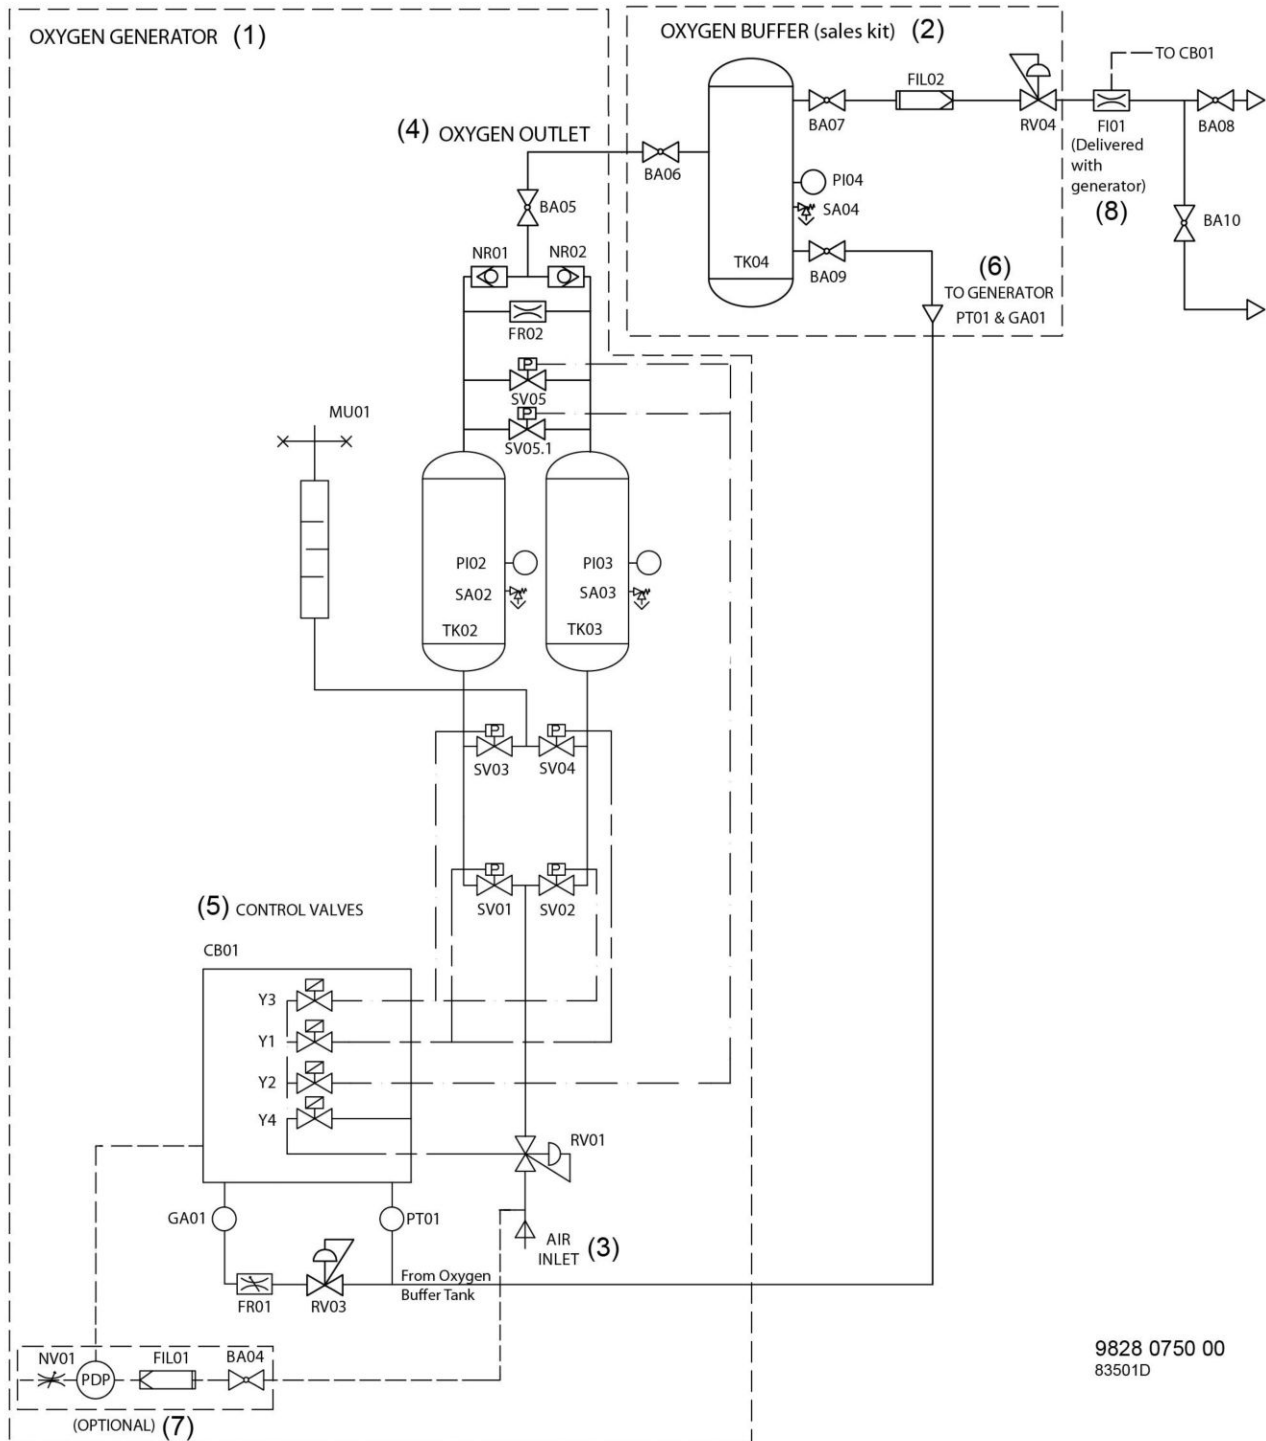 OXYGEN GENERATOR (1)
OXYGEN BUFFER (sales kit) (2)
TO CB01
FIL02
BA07
RV04
FI01
(Delivered
with
generator)
(8)
BA08
(4) OXYGEN OUTLET
BA06
PI04
SA04
BA05
BA10
NR01
NR02
TK04
BA09
(6)
TO GENERATOR
PT01 & GA01
FR02
P
SV05
P
SV05.1
MU01
PI02
SA02
TK02
PI03
SA03
TK03
P
P
SV03
SV04
P
P
SV01
SV02
(5) CONTROL VALVES
CB01
Y3
Y1
Y2
Y4
RV01
GA01
PT01
AIR
INLET
(3)
From Oxygen
Buffer Tank
FR01
RV03
NV01
PDP
FIL01
BA04
(OPTIONAL) (7)
9828 0750 00
83501D